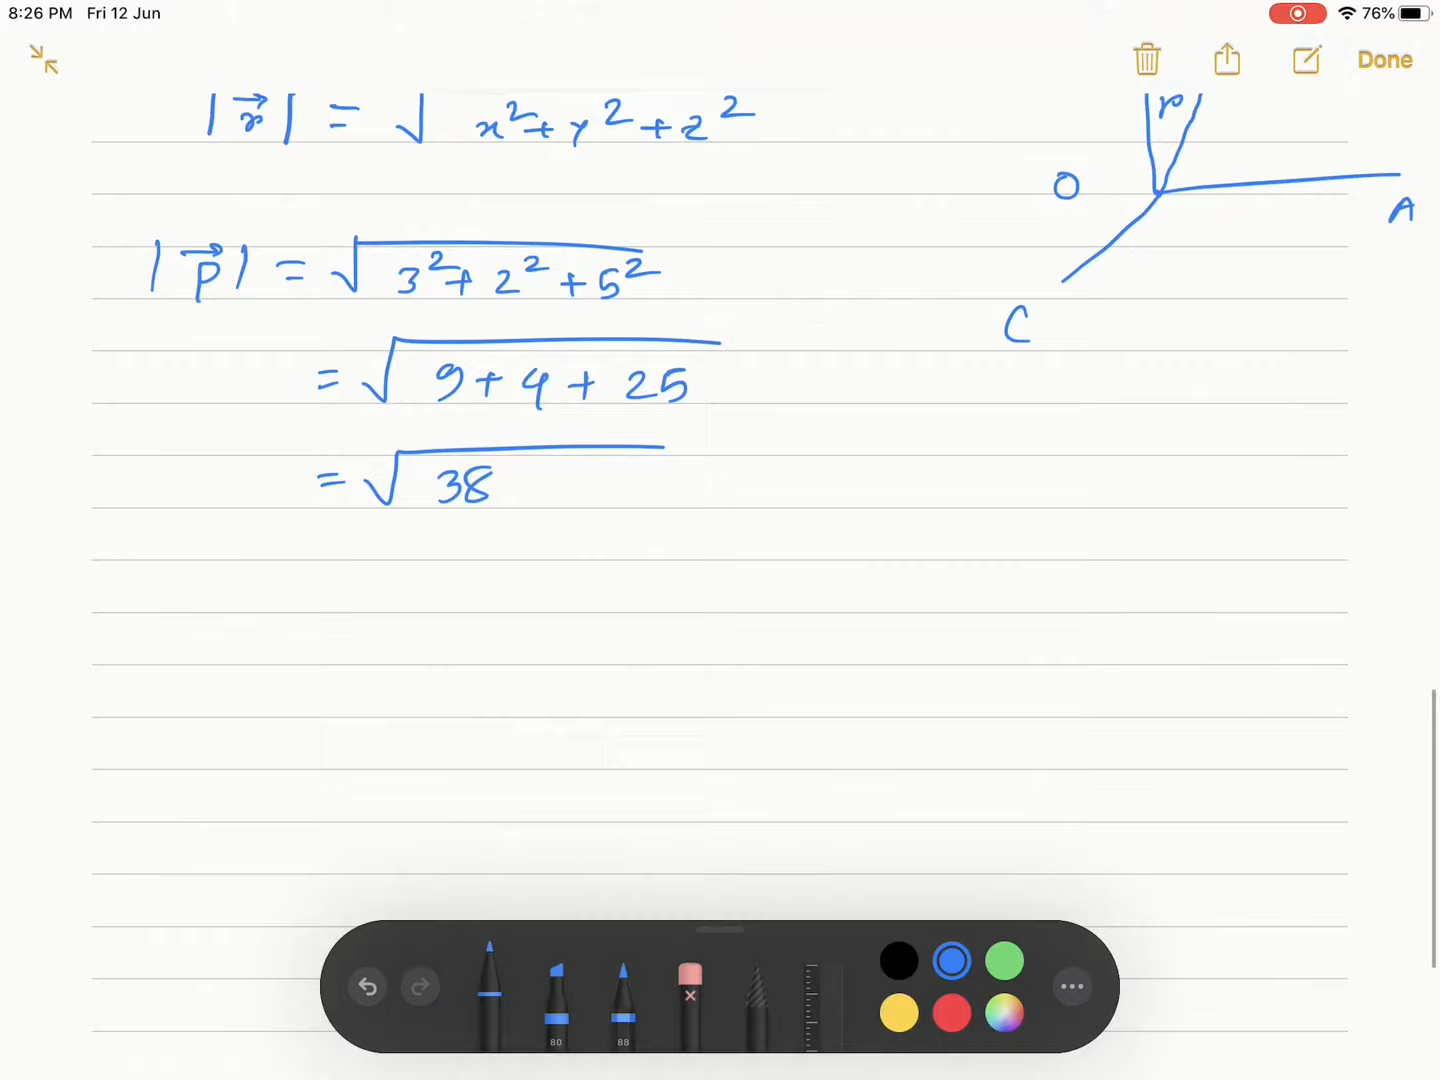 8:26 PM Fri 12 Jun 76%
Done
|r⃗| = √ x² + y² + z²
r
O
A
|p⃗| = √3² + 2² + 5²
C
= √9 + 4 + 25
= √38
80 88